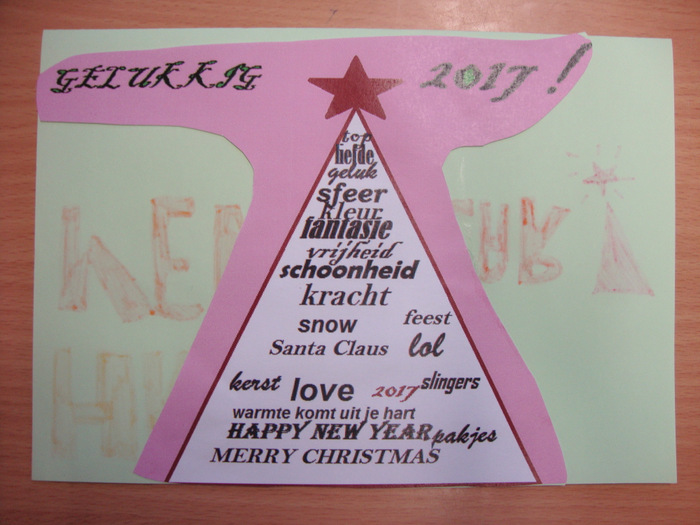 GELUKKIG 2017!
top
liefde
geluk
sfeer
kleur
fantasie
vrijheid
schoonheid
kracht
snow feest
Santa Claus lol
kerst love 2017 slingers
warmte komt uit je hart
HAPPY NEW YEAR pakjes
MERRY CHRISTMAS